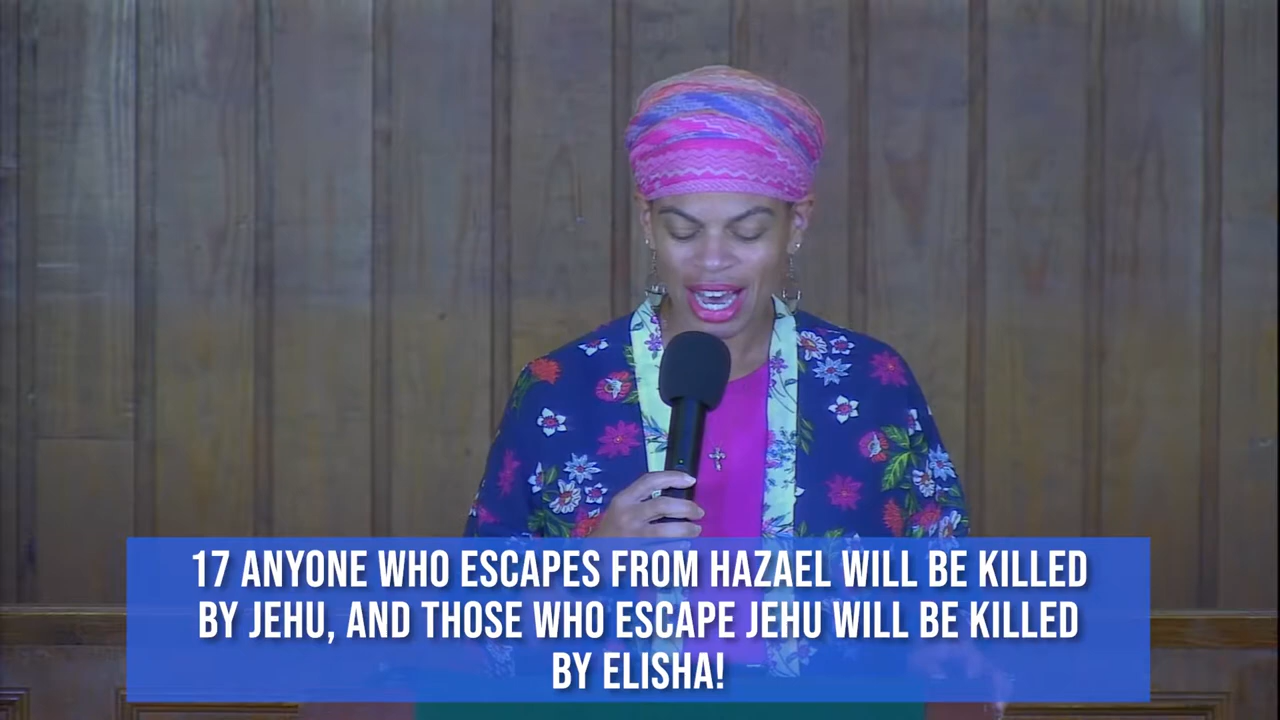 17 ANYONE WHO ESCAPES FROM HAZAEL WILL BE KILLED
BY JEHU, AND THOSE WHO ESCAPE JEHU WILL BE KILLED
BY ELISHA!